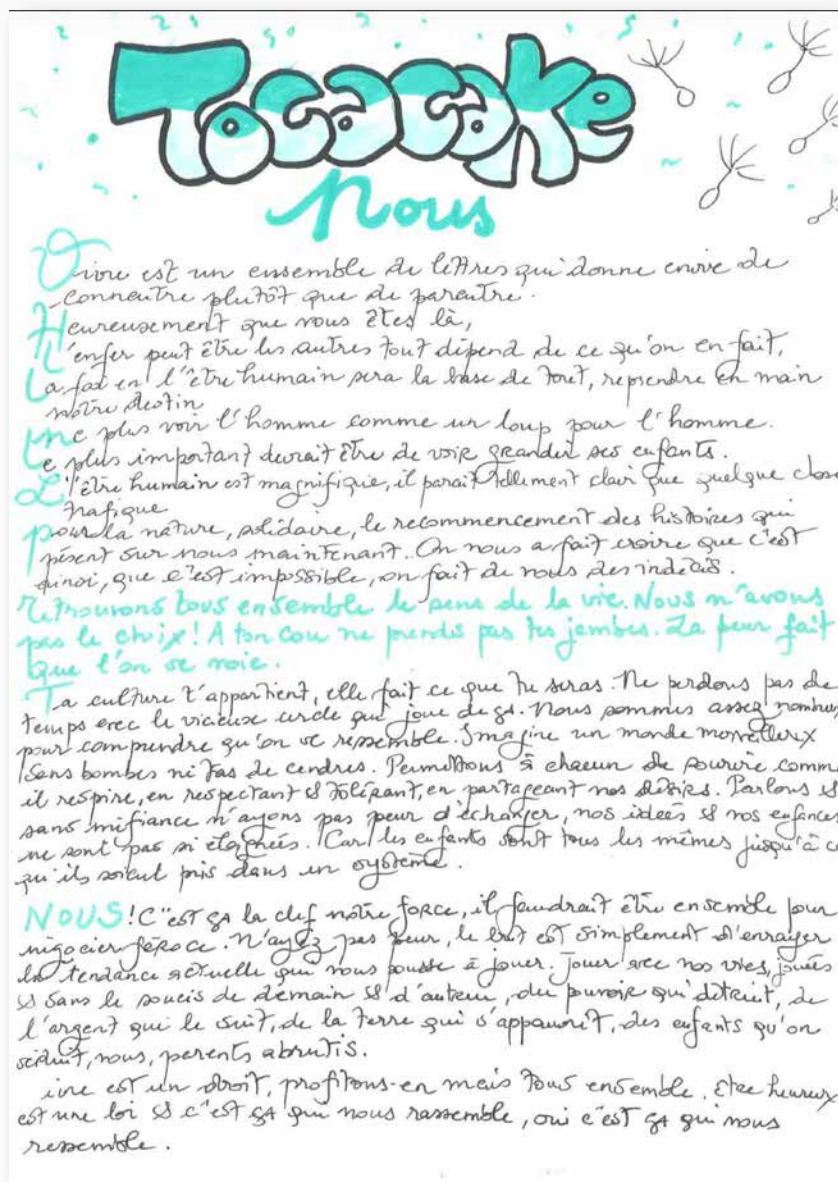 Tocacake
Nous
Vivre est un ensemble de lettres qui donne envie de
connaitre plutôt que de paraitre.
Heureusement que vous êtes là,
L'enfer peut être les autres tout dépend de ce qu'on en fait,
La foi en l'être humain sera la base de tout, reprendre en main
notre destin
Ne plus voir l'homme comme un loup pour l'homme.
Le plus important devrait être de voir grandir ses enfants.
L'être humain est magnifique, il parait tellement clair que quelque chose
trafique
pour la nature, solidaire, le recommencement des histoires qui
pèsent sur nous maintenant. On nous a fait croire que c'est
ainsi, que c'est impossible, on fait de nous des indécis.
Retrouvons tous ensemble le sens de la vie. Nous n'avons
pas le choix! A ton cou ne prends pas tes jambes. La peur fait
que l'on se noie.
Ta culture t'appartient, elle fait ce que tu seras. Ne perdons pas de
temps avec le vicieux cercle qui joue de ça. Nous sommes assez nombreux
pour comprendre qu'on se ressemble. Imagine un monde merveilleux
Sans bombes ni tas de cendres. Permettons à chacun de sourire comme
il respire, en respectant et tolérant, en partageant nos désirs. Parlons et
sans méfiance n'ayons pas peur d'échanger, nos idées et nos enfances
ne sont pas si éloignées. Car les enfants sont tous les mêmes jusqu'à ce
qu'ils soient pris dans un système.
NOUS! C'est ça la clef notre force, il faudrait être ensemble pour
négocier féroce. N'ayez pas peur, le but est simplement d'enrayer
la tendance actuelle qui nous pousse à jouer. Jouer avec nos vies, jouées
et sans le soucis de demain et d'autrui, du pouvoir qui détruit, de
l'argent qui le suit, de la terre qui s'appauvrit, des enfants qu'on
séduit, nous, parents abrutis.
ivre est un droit, profitons-en mais tous ensemble. Etre heureux
est une loi et c'est ça qui nous rassemble, oui c'est ça qui nous
ressemble.